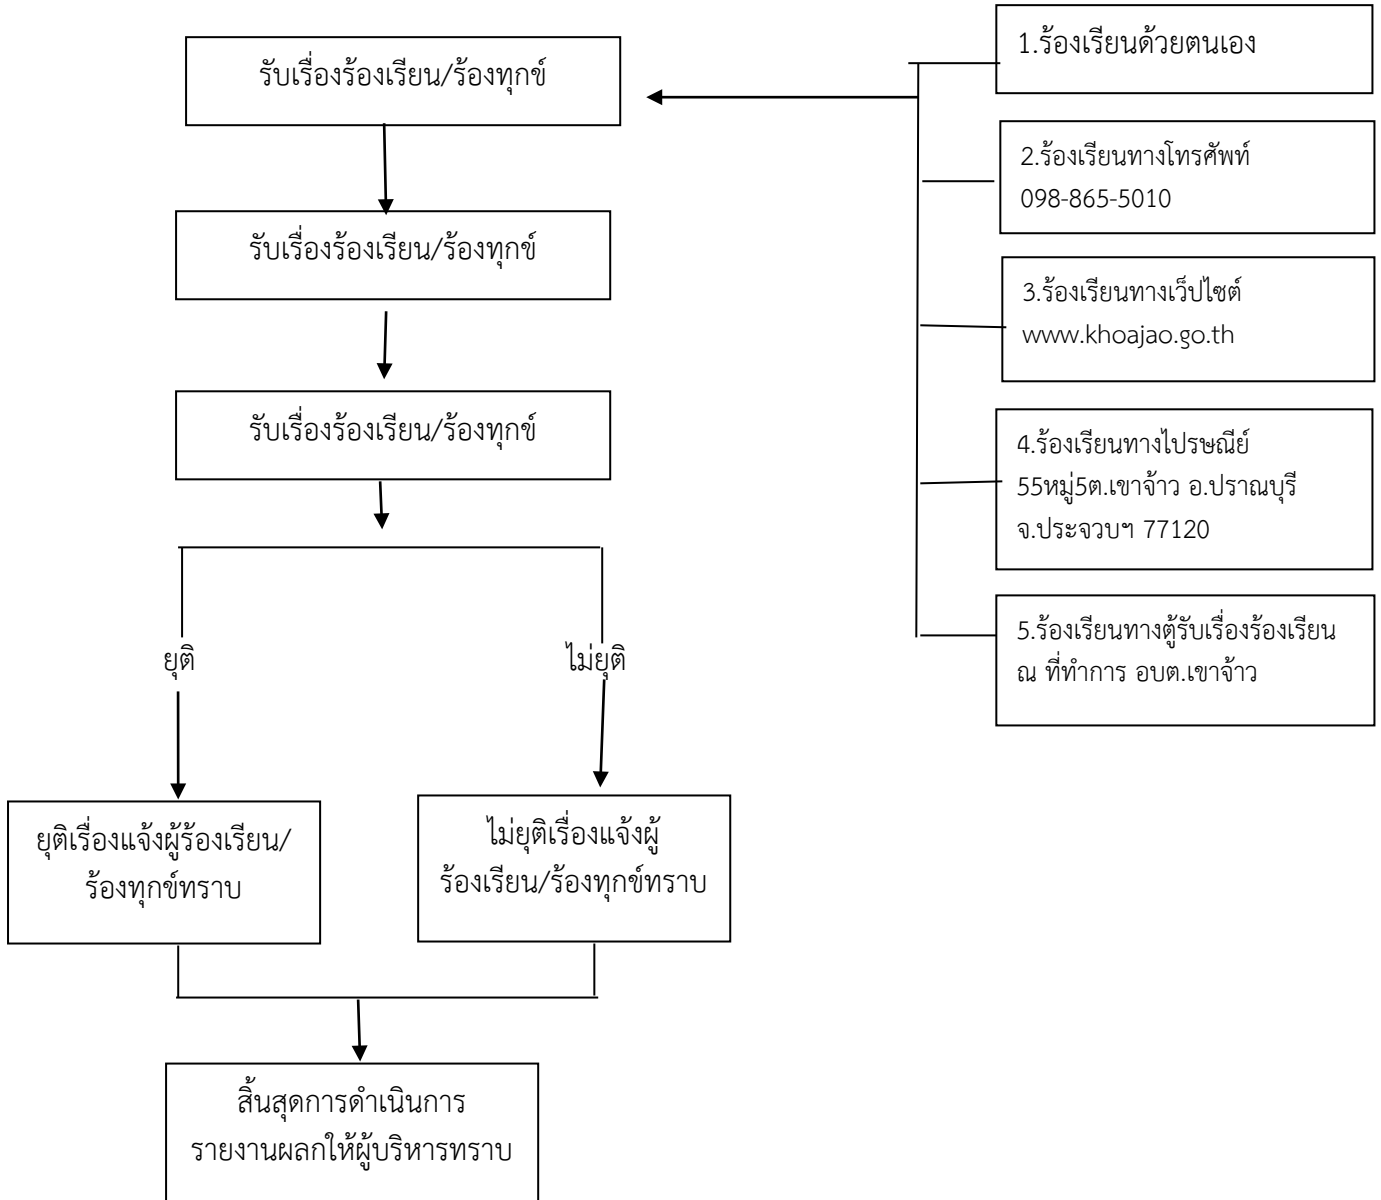 รับเรื่องร้องเรียน/ร้องทุกข์
รับเรื่องร้องเรียน/ร้องทุกข์
รับเรื่องร้องเรียน/ร้องทุกข์
ยุติ
ไม่ยุติ
ยุติเรื่องแจ้งผู้ร้องเรียน/
ร้องทุกข์ทราบ
ไม่ยุติเรื่องแจ้งผู้
ร้องเรียน/ร้องทุกข์ทราบ
สิ้นสุดการดำเนินการ
รายงานผลกให้ผู้บริหารทราบ
1.ร้องเรียนด้วยตนเอง
2.ร้องเรียนทางโทรศัพท์
098-865-5010
3.ร้องเรียนทางเว็ปไซต์
www.khoajao.go.th
4.ร้องเรียนทางไปรษณีย์
55หมู่5ต.เขาจ้าว อ.ปราณบุรี
จ.ประจวบฯ 77120
5.ร้องเรียนทางตู้รับเรื่องร้องเรียน
ณ ที่ทำการ อบต.เขาจ้าว